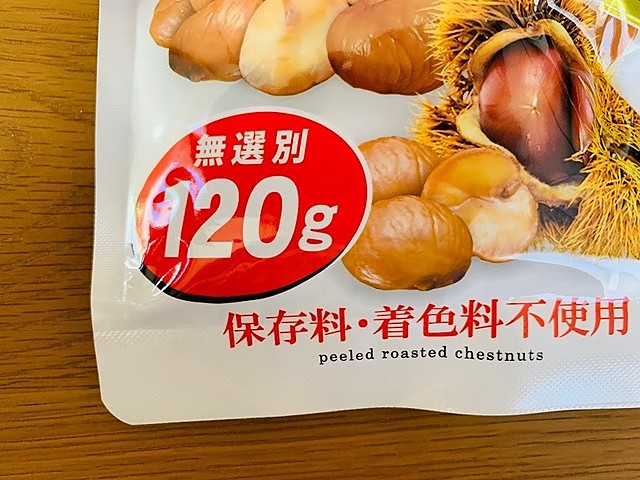 無選別
120g
保存料・着色料不使用
peeled roasted chestnuts